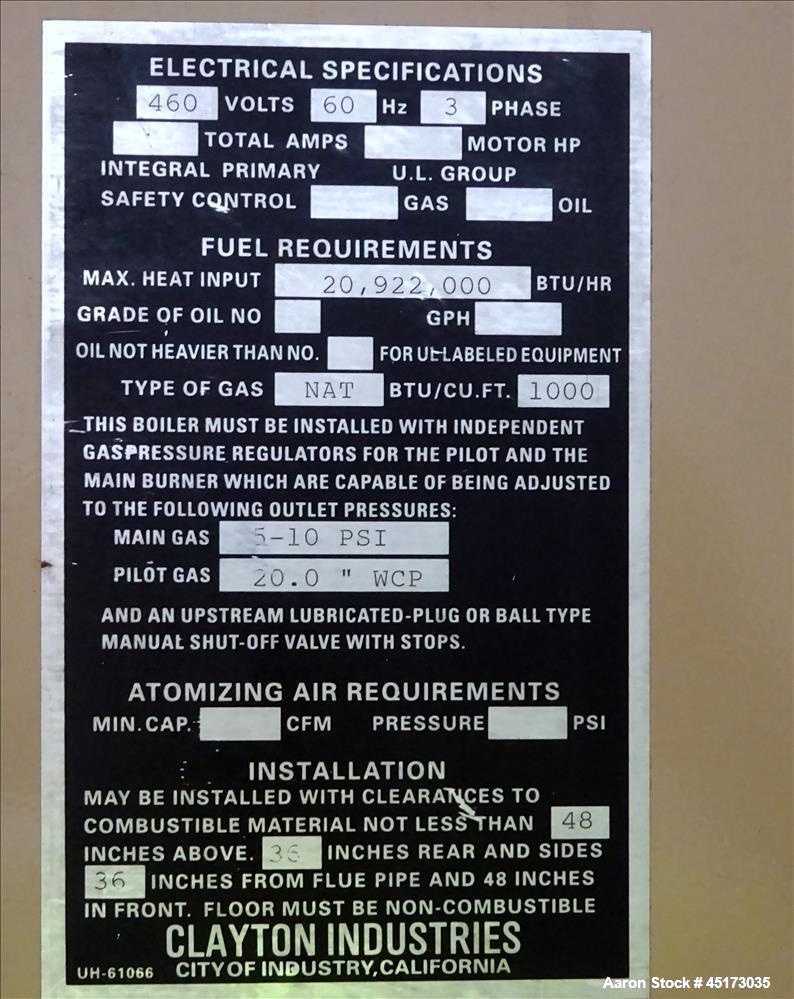 ELECTRICAL SPECIFICATIONS
460 VOLTS 60 Hz 3 PHASE
TOTAL AMPS MOTOR HP
INTEGRAL PRIMARY U.L. GROUP
SAFETY CONTROL GAS OIL
FUEL REQUIREMENTS
MAX. HEAT INPUT 20,922,000 BTU/HR
GRADE OF OIL NO GPH
OIL NOT HEAVIER THAN NO. FOR UL LABELED EQUIPMENT
TYPE OF GAS NAT BTU/CU.FT. 1000
THIS BOILER MUST BE INSTALLED WITH INDEPENDENT
GAS PRESSURE REGULATORS FOR THE PILOT AND THE
MAIN BURNER WHICH ARE CAPABLE OF BEING ADJUSTED
TO THE FOLLOWING OUTLET PRESSURES:
MAIN GAS 5-10 PSI
PILOT GAS 20.0 " WCP
AND AN UPSTREAM LUBRICATED-PLUG OR BALL TYPE
MANUAL SHUT-OFF VALVE WITH STOPS.
ATOMIZING AIR REQUIREMENTS
MIN. CAP. CFM PRESSURE PSI
INSTALLATION
MAY BE INSTALLED WITH CLEARANCES TO
COMBUSTIBLE MATERIAL NOT LESS THAN 48
INCHES ABOVE. 36 INCHES REAR AND SIDES
36 INCHES FROM FLUE PIPE AND 48 INCHES
IN FRONT. FLOOR MUST BE NON-COMBUSTIBLE
CLAYTON INDUSTRIES
UH-61066 CITY OF INDUSTRY, CALIFORNIA
Aaron Stock # 45173035